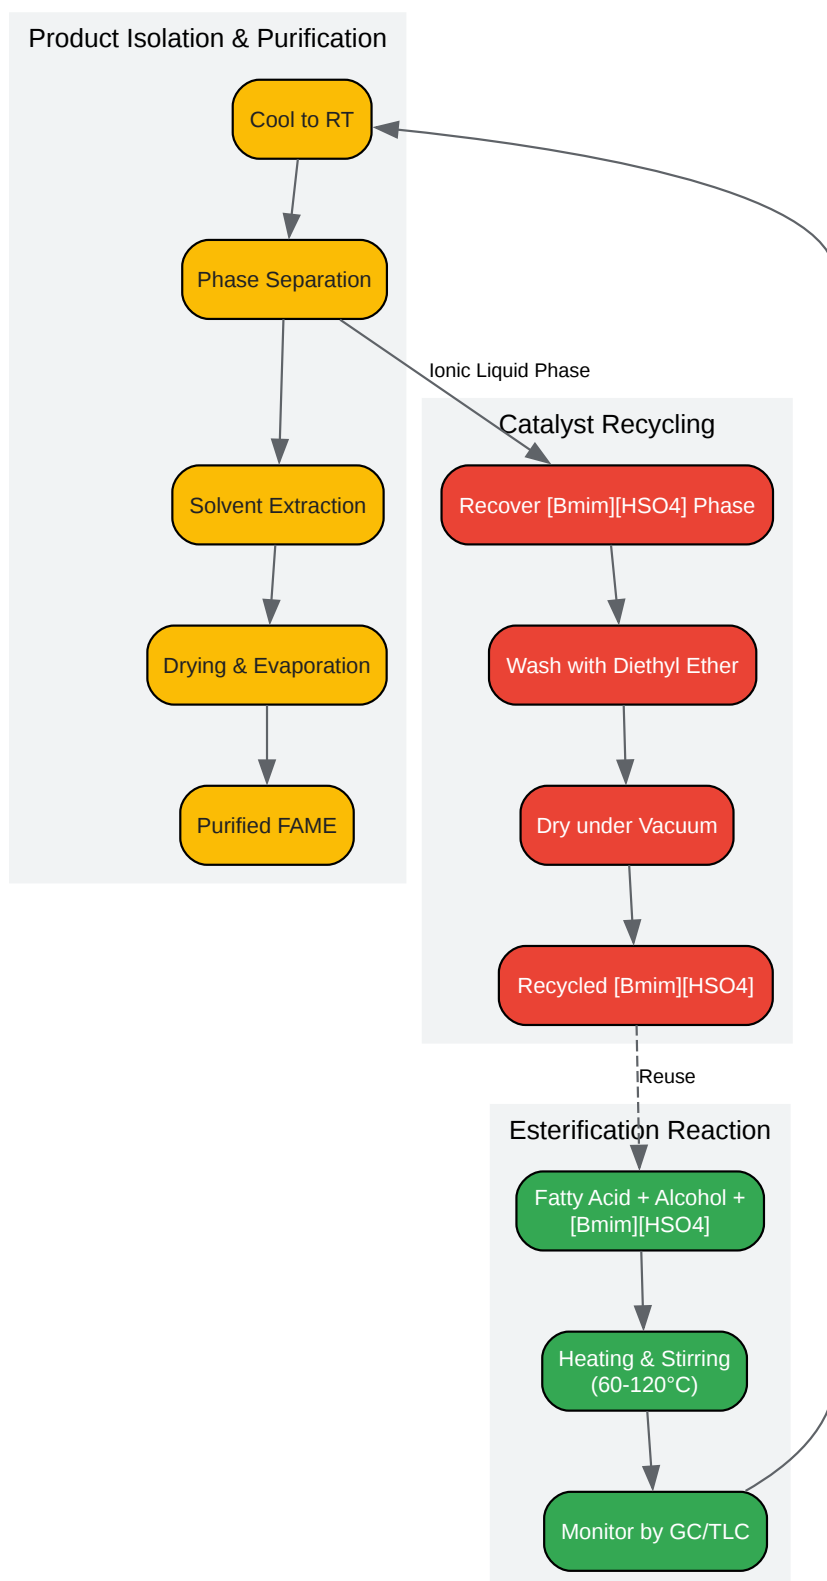 Product Isolation & Purification
Cool to RT
Phase Separation
Ionic Liquid Phase
Solvent Extraction
Drying & Evaporation
Purified FAME
Catalyst Recycling
Recover [Bmim][HSO4] Phase
Wash with Diethyl Ether
Dry under Vacuum
Recycled [Bmim][HSO4]
Reuse
Esterification Reaction
Fatty Acid + Alcohol +
[Bmim][HSO4]
Heating & Stirring
(60-120°C)
Monitor by GC/TLC